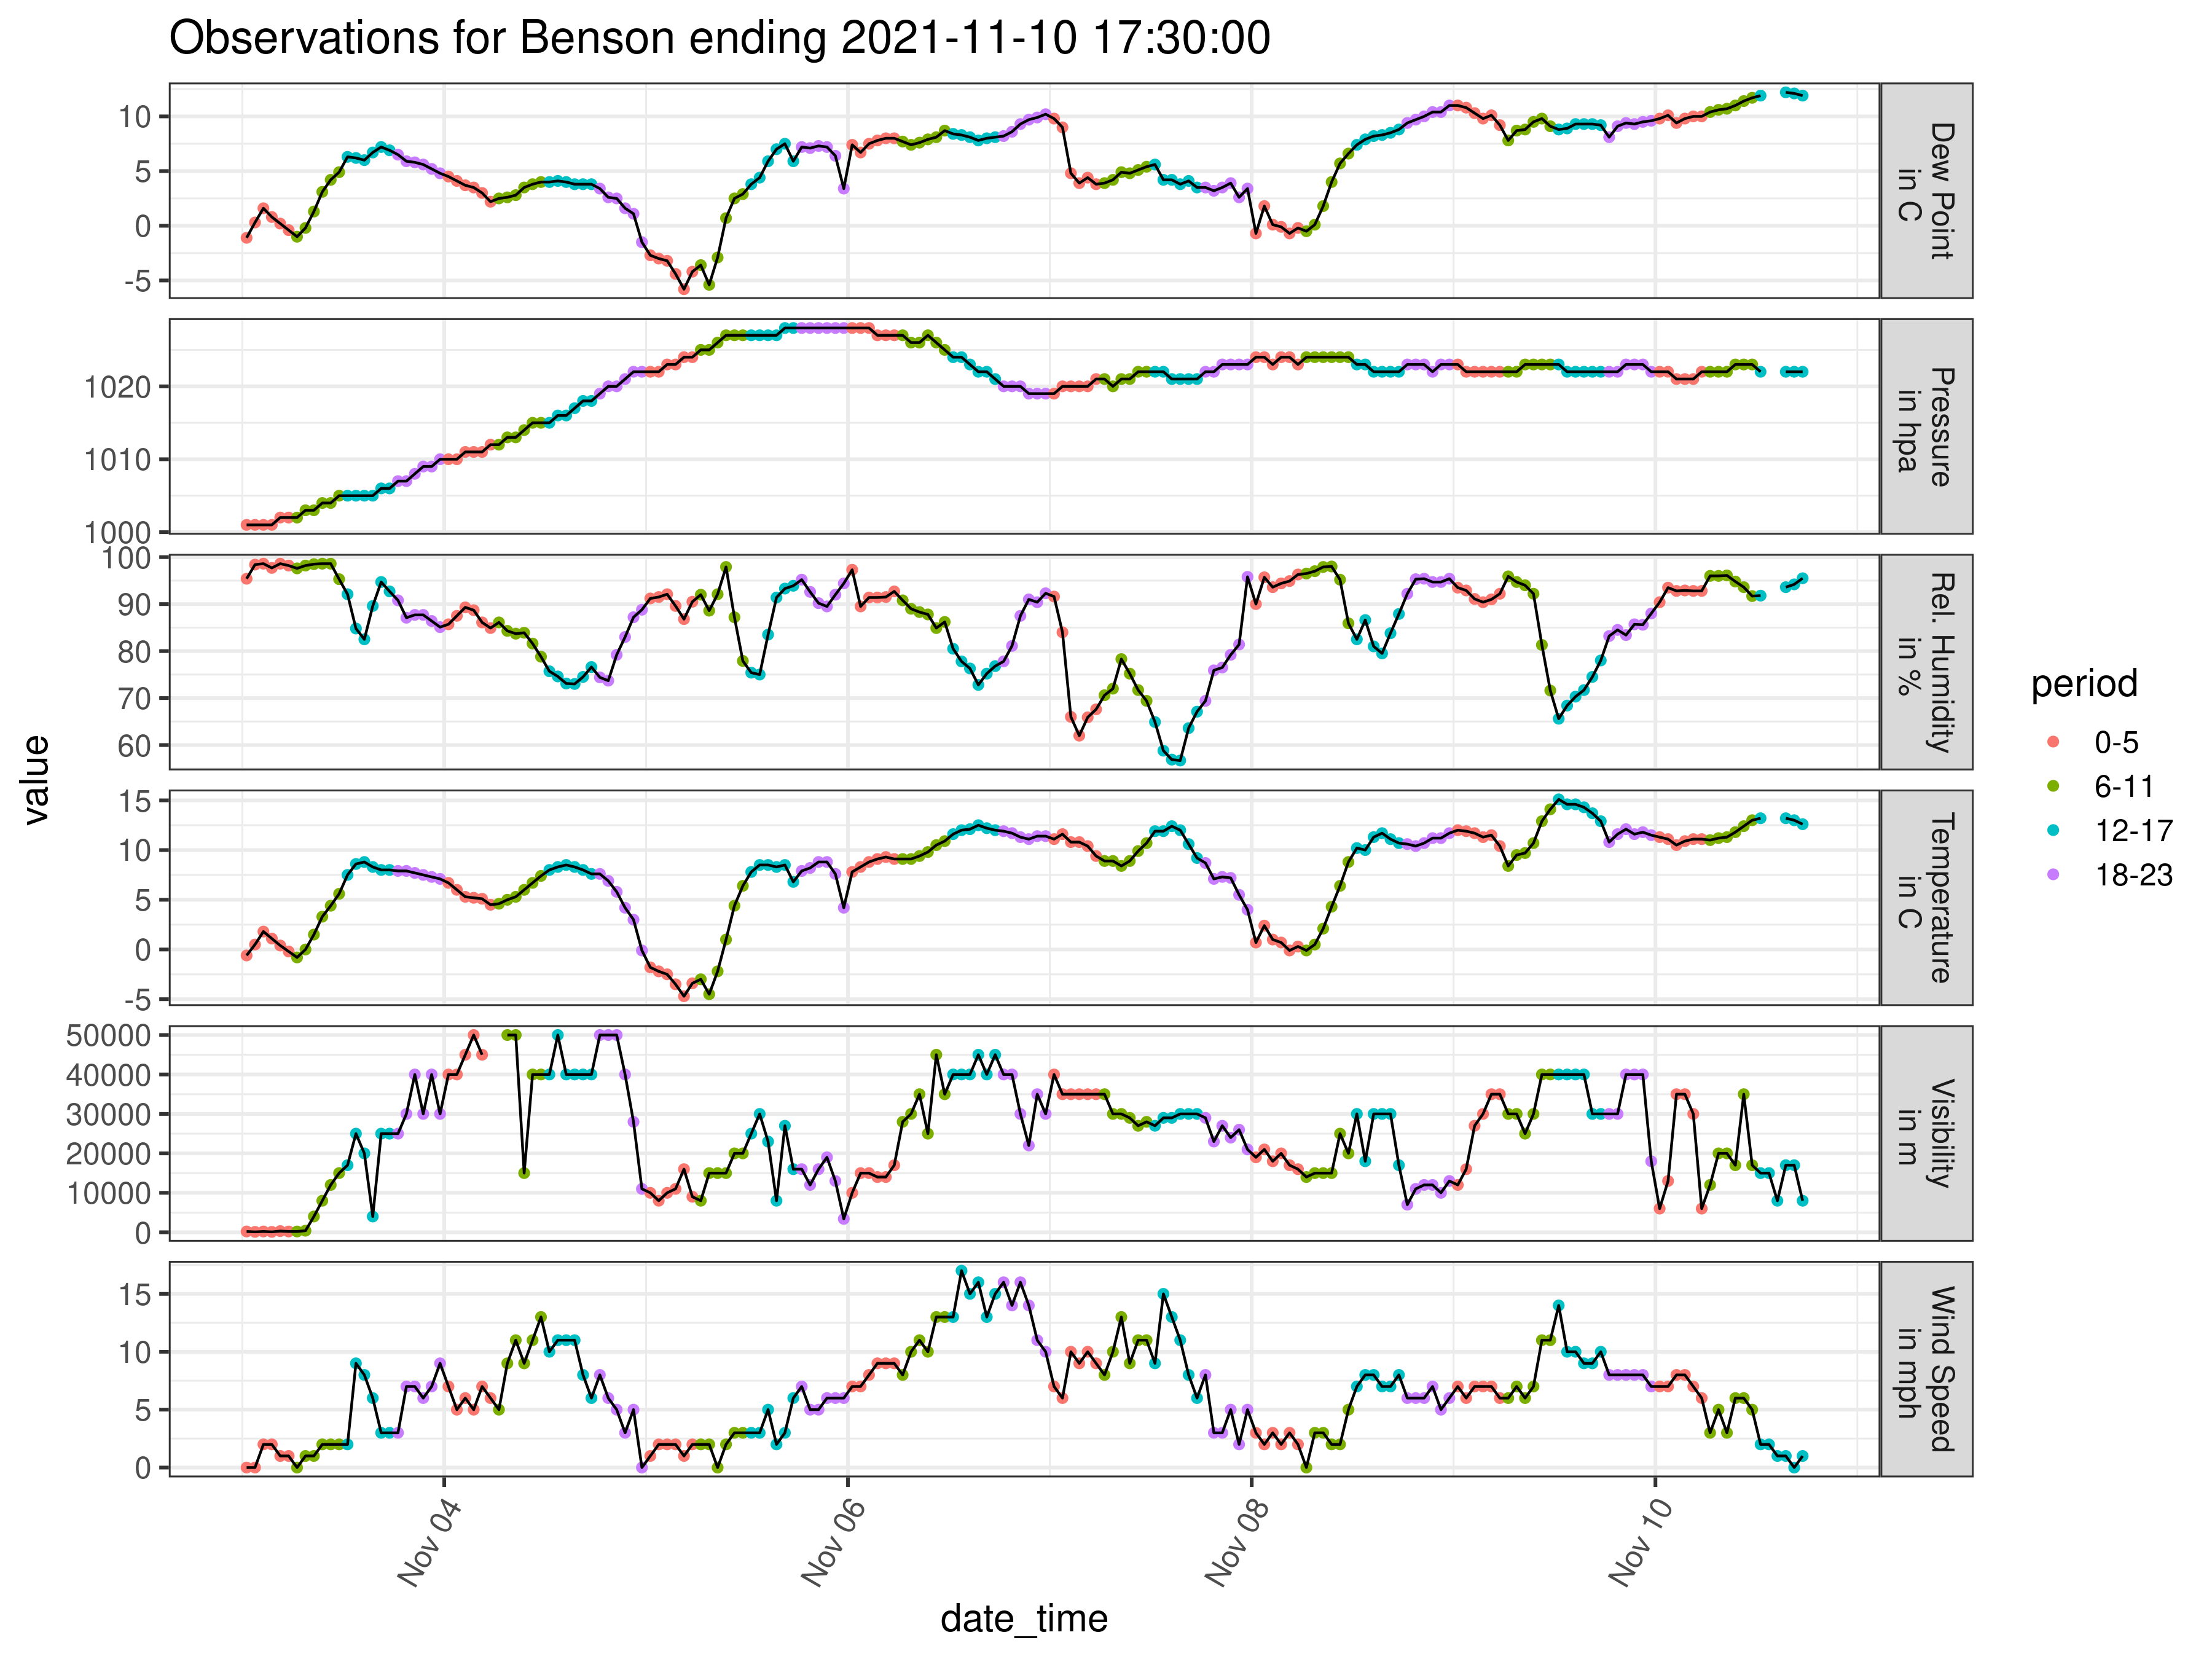 Observations for Benson ending 2021-11-10 17:30:00
value
10
5
0
-5
Dew Point
in C
1020
1010
1000
Pressure
in hpa
100
90
80
70
60
Rel. Humidity
in %
15
10
5
0
-5
Temperature
in C
50000
40000
30000
20000
10000
0
Visibility
in m
15
10
5
0
Wind Speed
in mph
Nov 04
Nov 06
Nov 08
Nov 10
date_time
period
0-5
6-11
12-17
18-23